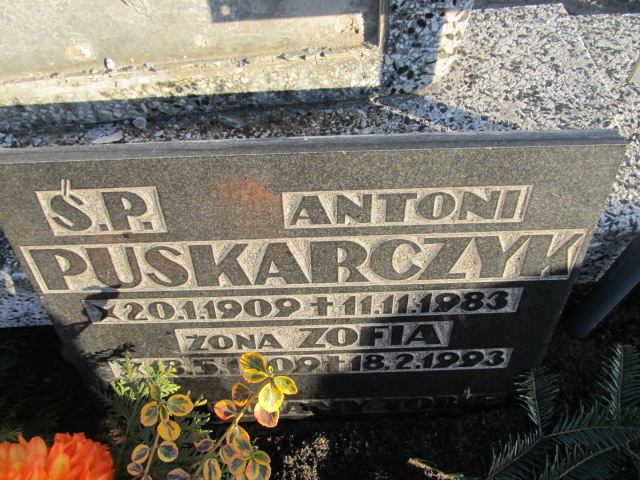 Ś.P. ANTONI
PUSKARCZYK
* 20.1.1909 † 11.11.1983
ŻONA ZOFIA
† 18.2.1993